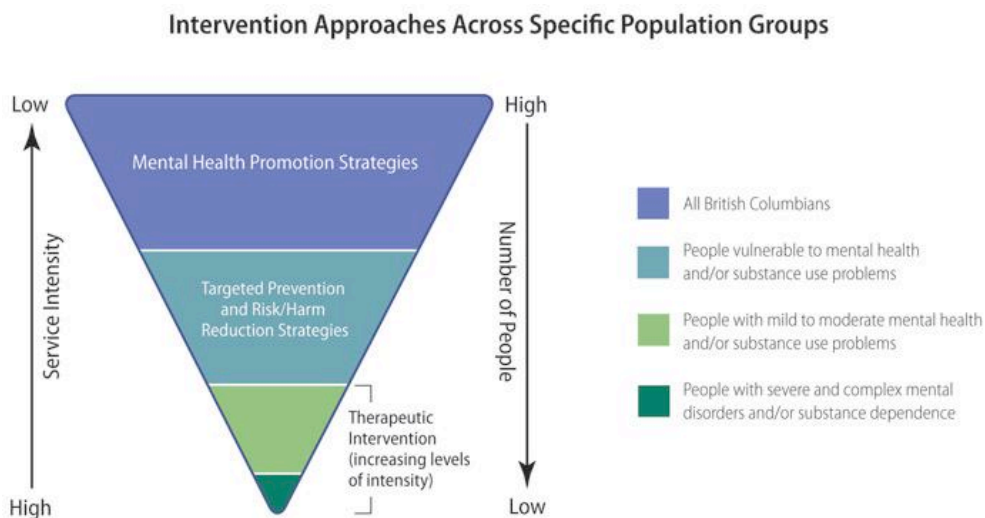 Intervention Approaches Across Specific Population Groups
Low
High
Mental Health Promotion Strategies
Service Intensity
Number of People
Targeted Prevention
and Risk/Harm
Reduction Strategies
Therapeutic
Intervention
(increasing levels
of intensity)
High
Low
All British Columbians
People vulnerable to mental health
and/or substance use problems
People with mild to moderate mental health
and/or substance use problems
People with severe and complex mental
disorders and/or substance dependence